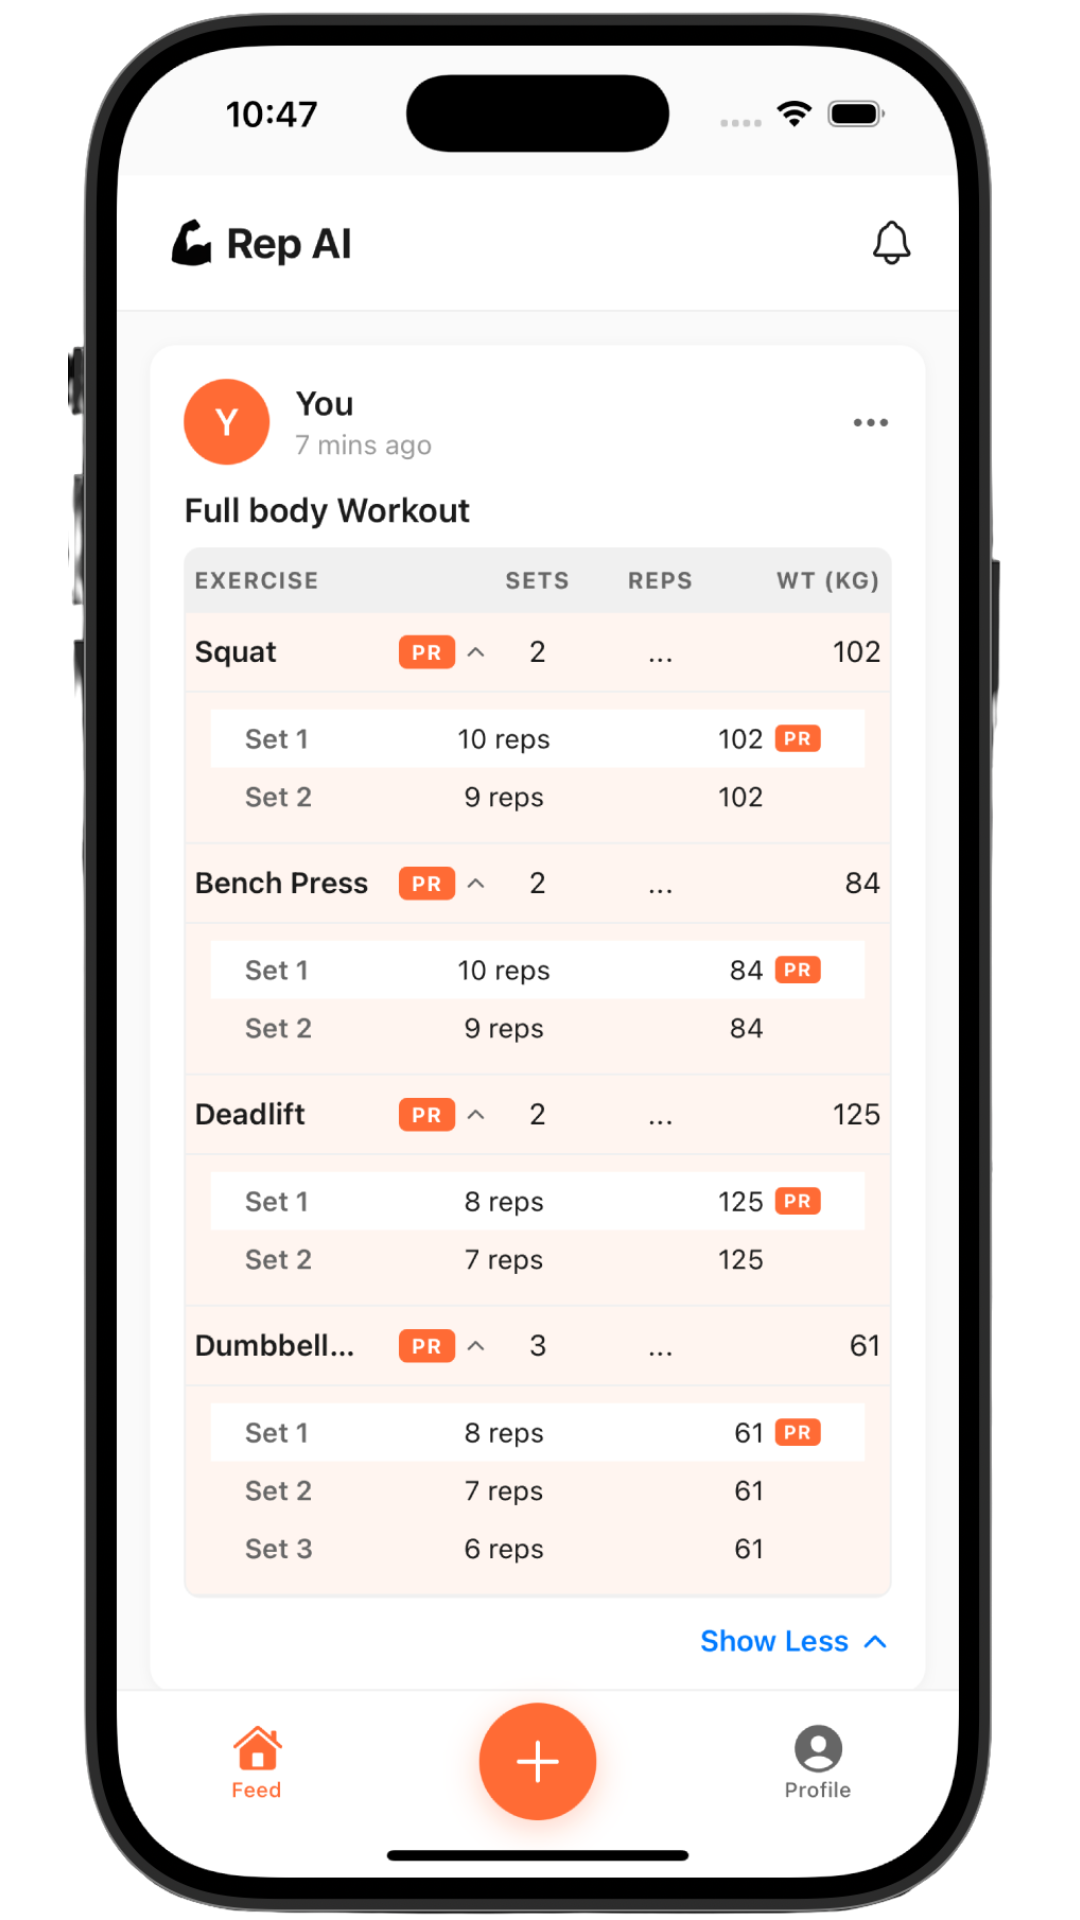 10:47
Rep AI
Y
You
7 mins ago
Full body Workout
EXERCISE SETS REPS WT (KG)
Squat PR 2 ... 102
Set 1 10 reps 102 PR
Set 2 9 reps 102
Bench Press PR 2 ... 84
Set 1 10 reps 84 PR
Set 2 9 reps 84
Deadlift PR 2 ... 125
Set 1 8 reps 125 PR
Set 2 7 reps 125
Dumbbell... PR 3 ... 61
Set 1 8 reps 61 PR
Set 2 7 reps 61
Set 3 6 reps 61
Show Less
Feed Profile